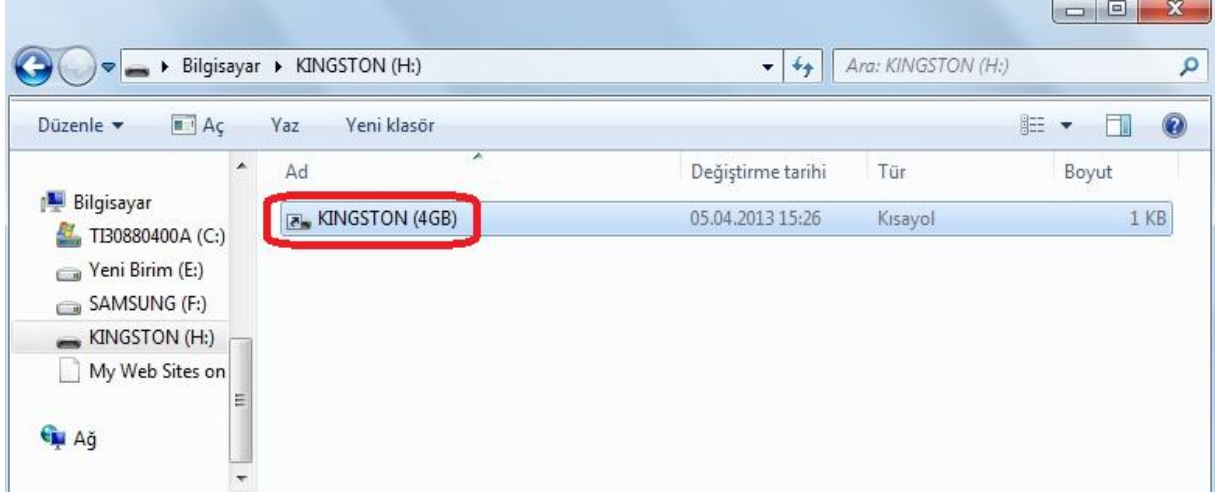 Bilgisayar KINGSTON (H:) Ara: KINGSTON (H:)
Düzenle Aç Yaz Yeni klasör
Ad Değiştirme tarihi Tür Boyut
KINGSTON (4GB) 05.04.2013 15:26 Kısayol 1 KB
Bilgisayar
TI30880400A (C:)
Yeni Birim (E:)
SAMSUNG (F:)
KINGSTON (H:)
My Web Sites on
Ağ